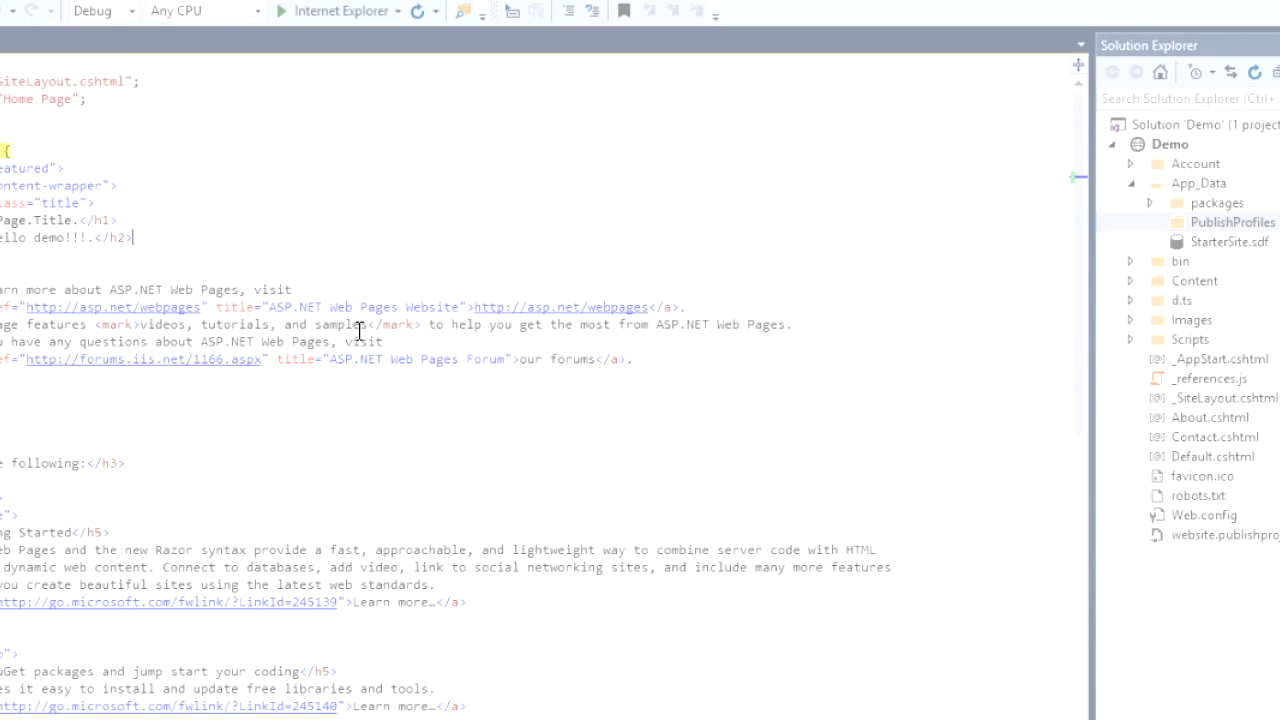 Debug Any CPU Internet Explorer
Solution Explorer
SiteLayout.cshtml";
"Home Page";
Search Solution Explorer (Ctrl+;
Solution 'Demo' (1 project
Demo
{
eatured">
Account
ontent-wrapper">
App_Data
lass="title">
packages
Page.Title.</h1>
PublishProfiles
ello demo!!!.</h2>
StarterSite.sdf
bin
Content
arn more about ASP.NET Web Pages, visit
d.ts
ef="http://asp.net/webpages" title="ASP.NET Web Pages Website">http://asp.net/webpages</a>.
Images
age features <mark>videos, tutorials, and samples</mark> to help you get the most from ASP.NET Web Pages.
Scripts
u have any questions about ASP.NET Web Pages, visit
_AppStart.cshtml
ef="http://forums.iis.net/1166.aspx" title="ASP.NET Web Pages Forum">our forums</a>.
_references.js
_SiteLayout.cshtml
About.cshtml
Contact.cshtml
Default.cshtml
e following:</h3>
favicon.ico
robots.txt
>
e">
Web.config
ng Started</h5>
website.publishproj
eb Pages and the new Razor syntax provide a fast, approachable, and lightweight way to combine server code with HTML
dynamic web content. Connect to databases, add video, link to social networking sites, and include many more features
you create beautiful sites using the latest web standards.
http://go.microsoft.com/fwlink/?LinkId=245139">Learn more…</a>
o">
uGet packages and jump start your coding</h5>
es it easy to install and update free libraries and tools.
http://go.microsoft.com/fwlink/?LinkId=245140">Learn more…</a>